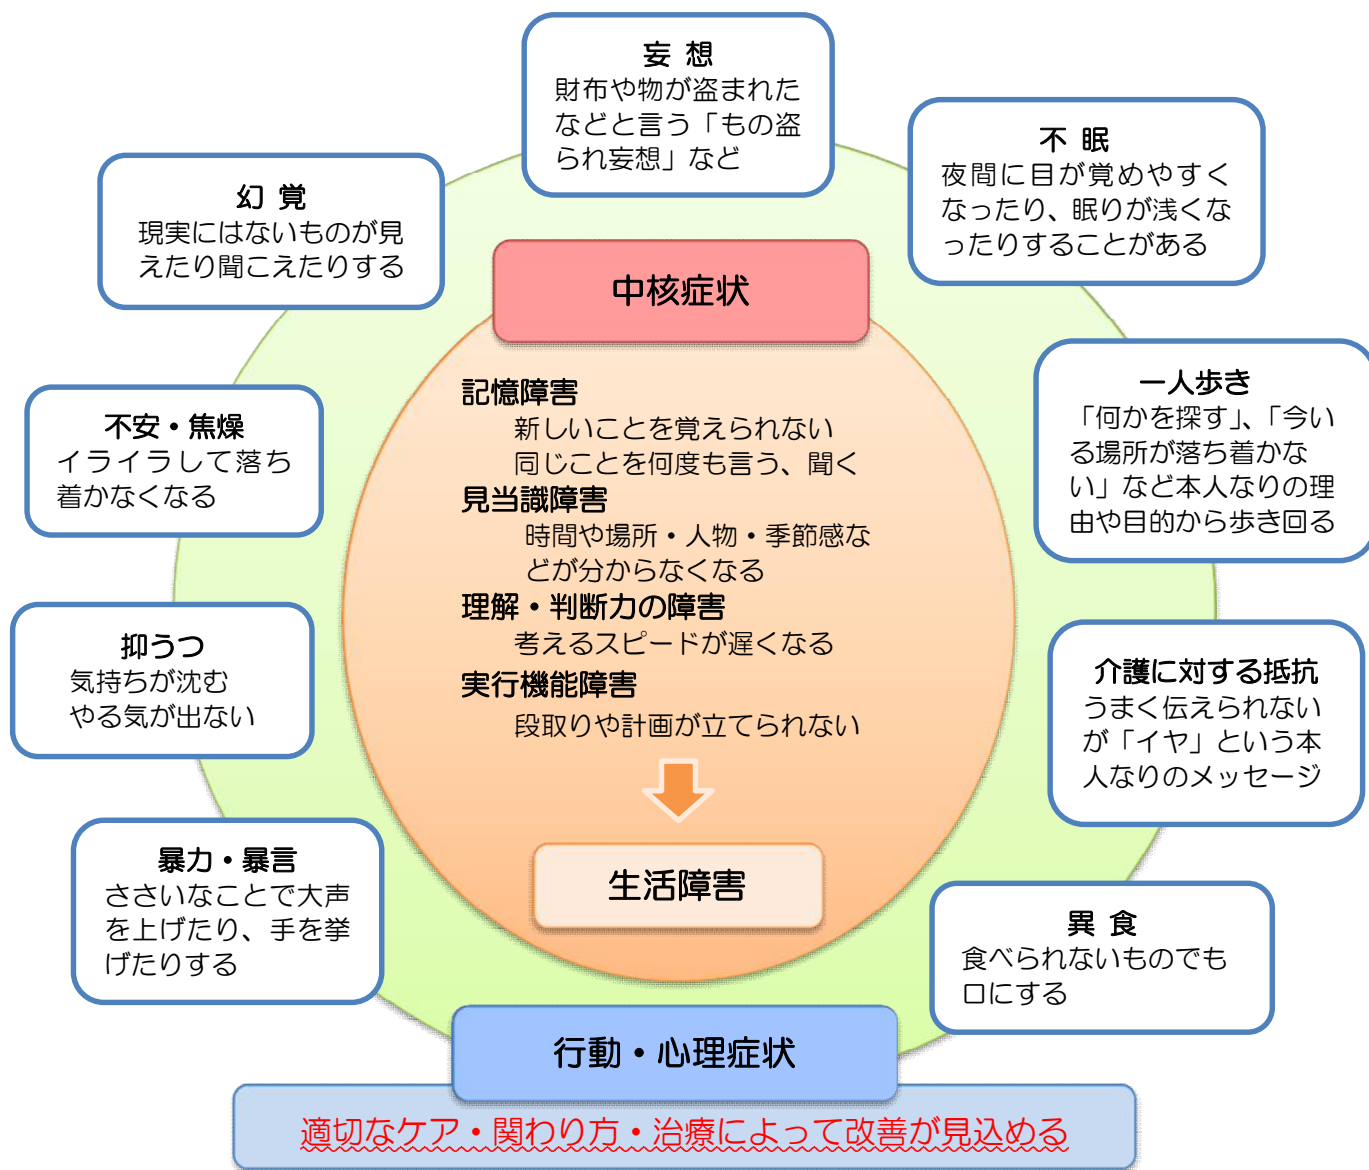 妄 想
財布や物が盗まれた
などと言う「もの盗
られ妄想」など
不 眠
夜間に目が覚めやすく
なったり、眠りが浅くな
ったりすることがある
幻 覚
現実にはないものが見
えたり聞こえたりする
中核症状
記憶障害
新しいことを覚えられない
同じことを何度も言う、聞く
見当識障害
時間や場所・人物・季節感な
どが分からなくなる
理解・判断力の障害
考えるスピードが遅くなる
実行機能障害
段取りや計画が立てられない
生活障害
一人歩き
「何かを探す」、「今い
る場所が落ち着かな
い」など本人なりの理
由や目的から歩き回る
不安・焦燥
イライラして落ち
着かなくなる
抑うつ
気持ちが沈む
やる気が出ない
介護に対する抵抗
うまく伝えられない
が「イヤ」という本
人なりのメッセージ
暴力・暴言
ささいなことで大声
を上げたり、手を挙
げたりする
異 食
食べられないものでも
口にする
行動・心理症状
適切なケア・関わり方・治療によって改善が見込める